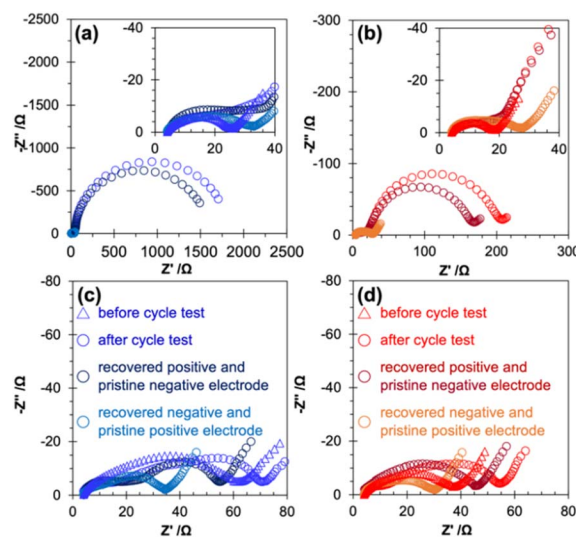 (a)
-Z'' /Ω
-2500
-2000
-1500
-1000
-500
0
0 500 1000 1500 2000 2500
Z' /Ω
-40
-20
0
0 20 40
(b)
-Z'' /Ω
-300
-200
-100
0
0 100 200 300
Z' /Ω
-40
-20
0
0 20 40
(c)
-Z'' /Ω
-80
-60
-40
-20
0
0 20 40 60 80
Z' /Ω
before cycle test
after cycle test
recovered positive and
pristine negative electrode
recovered negative and
pristine positive electrode
(d)
-Z'' /Ω
-80
-60
-40
-20
0
0 20 40 60 80
Z' /Ω
before cycle test
after cycle test
recovered positive and
pristine negative electrode
recovered negative and
pristine positive electrode